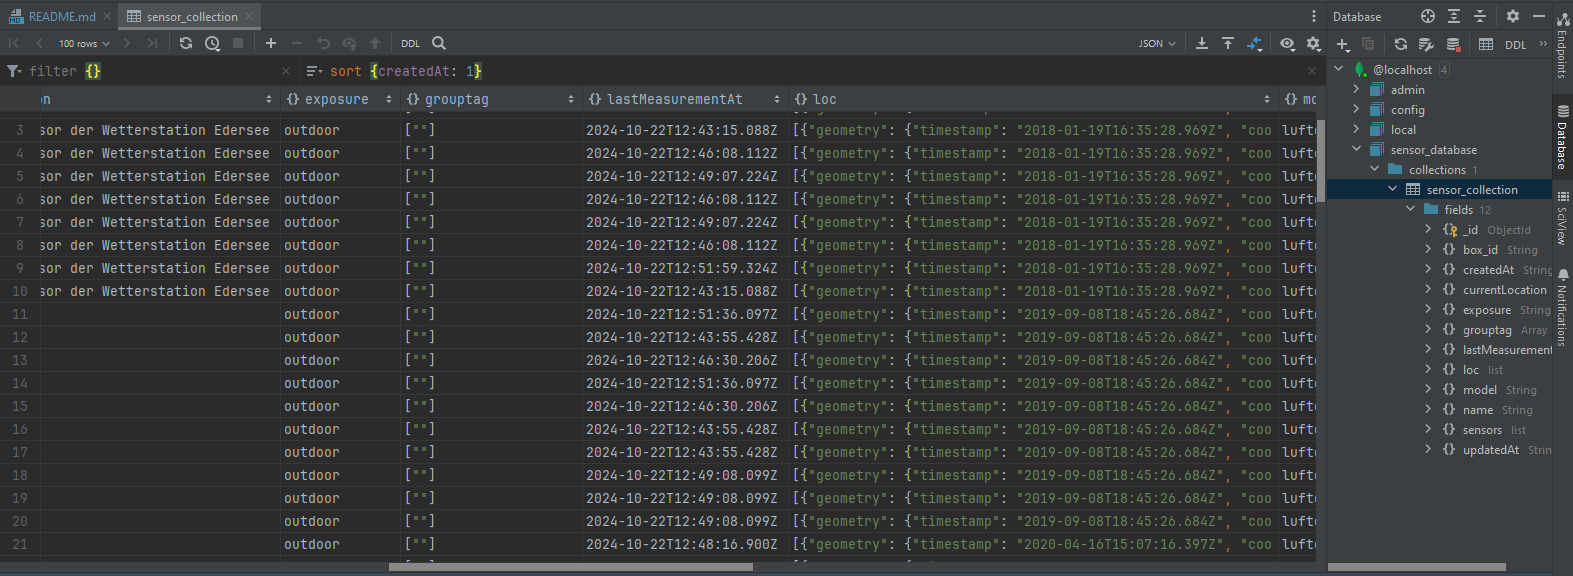 README.md
sensor_collection
Database
100 rows
DDL
JSON
DDL
filter {}
sort {createdAt: 1}
on
exposure
grouptag
lastMeasurementAt
loc
mo
3 sor der Wetterstation Edersee outdoor [""] 2024-10-22T12:43:15.088Z [{"geometry": {"timestamp": "2018-01-19T16:35:28.969Z", "coo luft
4 sor der Wetterstation Edersee outdoor [""] 2024-10-22T12:46:08.112Z [{"geometry": {"timestamp": "2018-01-19T16:35:28.969Z", "coo luft
5 sor der Wetterstation Edersee outdoor [""] 2024-10-22T12:49:07.224Z [{"geometry": {"timestamp": "2018-01-19T16:35:28.969Z", "coo luft
6 sor der Wetterstation Edersee outdoor [""] 2024-10-22T12:46:08.112Z [{"geometry": {"timestamp": "2018-01-19T16:35:28.969Z", "coo luft
7 sor der Wetterstation Edersee outdoor [""] 2024-10-22T12:49:07.224Z [{"geometry": {"timestamp": "2018-01-19T16:35:28.969Z", "coo luft
8 sor der Wetterstation Edersee outdoor [""] 2024-10-22T12:46:08.112Z [{"geometry": {"timestamp": "2018-01-19T16:35:28.969Z", "coo luft
9 sor der Wetterstation Edersee outdoor [""] 2024-10-22T12:51:59.324Z [{"geometry": {"timestamp": "2018-01-19T16:35:28.969Z", "coo luft
10 sor der Wetterstation Edersee outdoor [""] 2024-10-22T12:43:15.088Z [{"geometry": {"timestamp": "2018-01-19T16:35:28.969Z", "coo luft
11 outdoor [""] 2024-10-22T12:51:36.097Z [{"geometry": {"timestamp": "2019-09-08T18:45:26.684Z", "coo luft
12 outdoor [""] 2024-10-22T12:43:55.428Z [{"geometry": {"timestamp": "2019-09-08T18:45:26.684Z", "coo luft
13 outdoor [""] 2024-10-22T12:46:30.206Z [{"geometry": {"timestamp": "2019-09-08T18:45:26.684Z", "coo luft
14 outdoor [""] 2024-10-22T12:51:36.097Z [{"geometry": {"timestamp": "2019-09-08T18:45:26.684Z", "coo luft
15 outdoor [""] 2024-10-22T12:46:30.206Z [{"geometry": {"timestamp": "2019-09-08T18:45:26.684Z", "coo luft
16 outdoor [""] 2024-10-22T12:43:55.428Z [{"geometry": {"timestamp": "2019-09-08T18:45:26.684Z", "coo luft
17 outdoor [""] 2024-10-22T12:43:55.428Z [{"geometry": {"timestamp": "2019-09-08T18:45:26.684Z", "coo luft
18 outdoor [""] 2024-10-22T12:49:08.099Z [{"geometry": {"timestamp": "2019-09-08T18:45:26.684Z", "coo luft
19 outdoor [""] 2024-10-22T12:49:08.099Z [{"geometry": {"timestamp": "2019-09-08T18:45:26.684Z", "coo luft
20 outdoor [""] 2024-10-22T12:49:08.099Z [{"geometry": {"timestamp": "2019-09-08T18:45:26.684Z", "coo luft
21 outdoor [""] 2024-10-22T12:48:16.900Z [{"geometry": {"timestamp": "2020-04-16T15:07:16.397Z", "coo luft
@localhost 4
admin
config
local
sensor_database
collections 1
sensor_collection
fields 12
_id ObjectId
box_id String
createdAt String
currentLocation
exposure String
grouptag Array
lastMeasurement
loc list
model String
name String
sensors list
updatedAt Strin
Endpoints
Database
SciView
Notifications